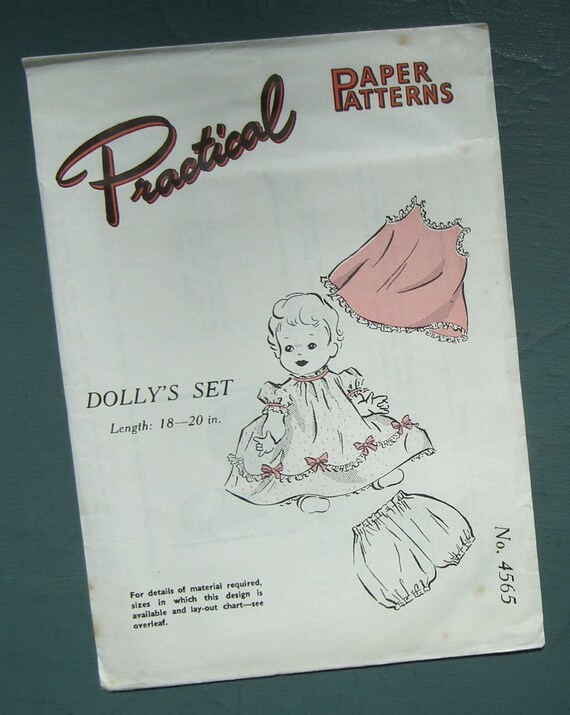 Practical
PAPER
PATTERNS
DOLLY'S SET
Length: 18—20 in.
No. 4565
For details of material required,
sizes in which this design is
available and lay-out chart—see
overleaf.